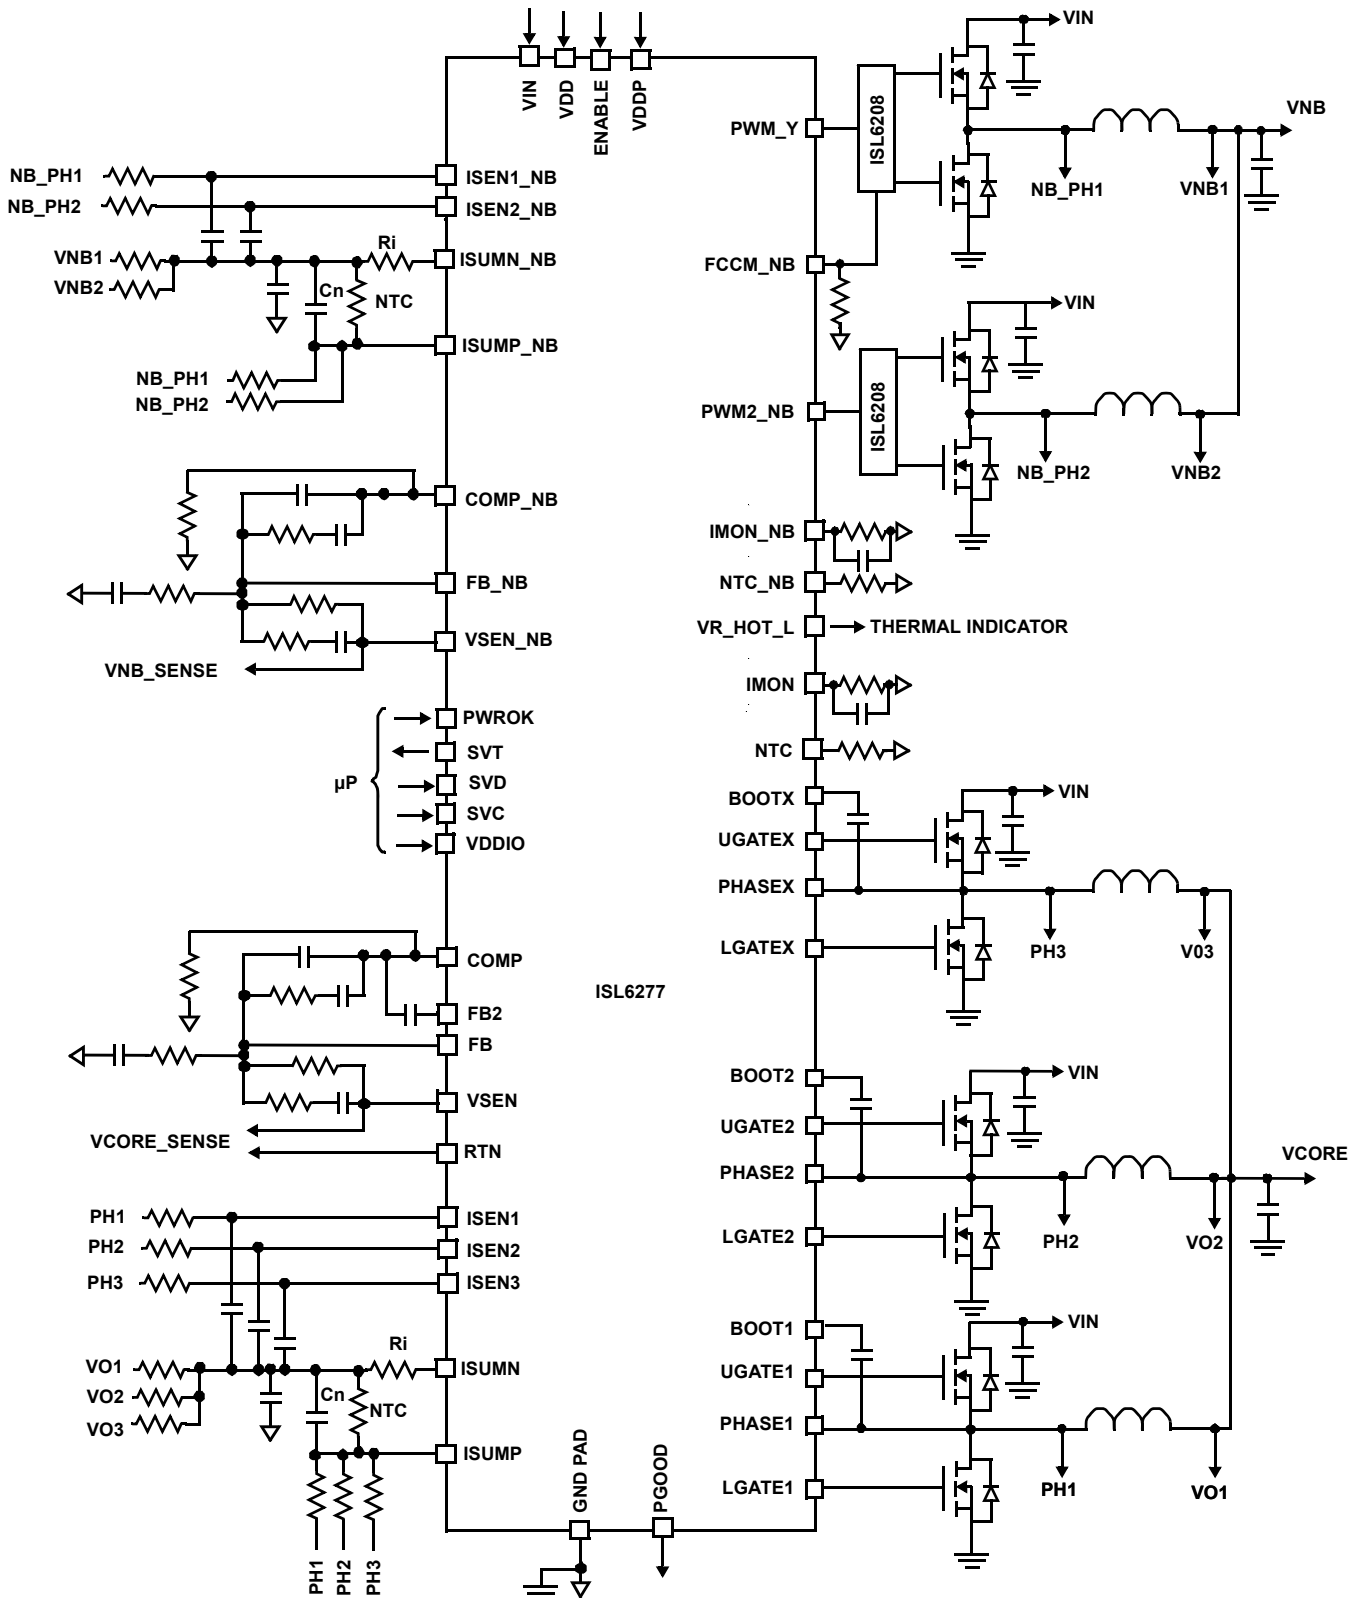 VIN
VDD
ENABLE
VDDP
NB_PH1
NB_PH2
VNB1
VNB2
Ri
Cn
NTC
NB_PH1
NB_PH2
ISEN1_NB
ISEN2_NB
ISUMN_NB
ISUMP_NB
COMP_NB
FB_NB
VSEN_NB
VNB_SENSE
µP
PWROK
SVT
SVD
SVC
VDDIO
COMP
FB2
FB
VSEN
VCORE_SENSE
RTN
PH1
PH2
PH3
ISEN1
ISEN2
ISEN3
VO1
VO2
VO3
Ri
Cn
NTC
ISUMN
ISUMP
PH1
PH2
PH3
ISL6277
GND PAD
PGOOD
PWM_Y
ISL6208
VIN
NB_PH1
VNB1
VNB
FCCM_NB
PWM2_NB
ISL6208
VIN
NB_PH2
VNB2
IMON_NB
NTC_NB
VR_HOT_L
THERMAL INDICATOR
IMON
NTC
BOOTX
UGATEX
PHASEX
LGATEX
VIN
PH3
V03
BOOT2
UGATE2
PHASE2
LGATE2
VIN
PH2
VO2
VCORE
BOOT1
UGATE1
PHASE1
LGATE1
VIN
PH1
VO1